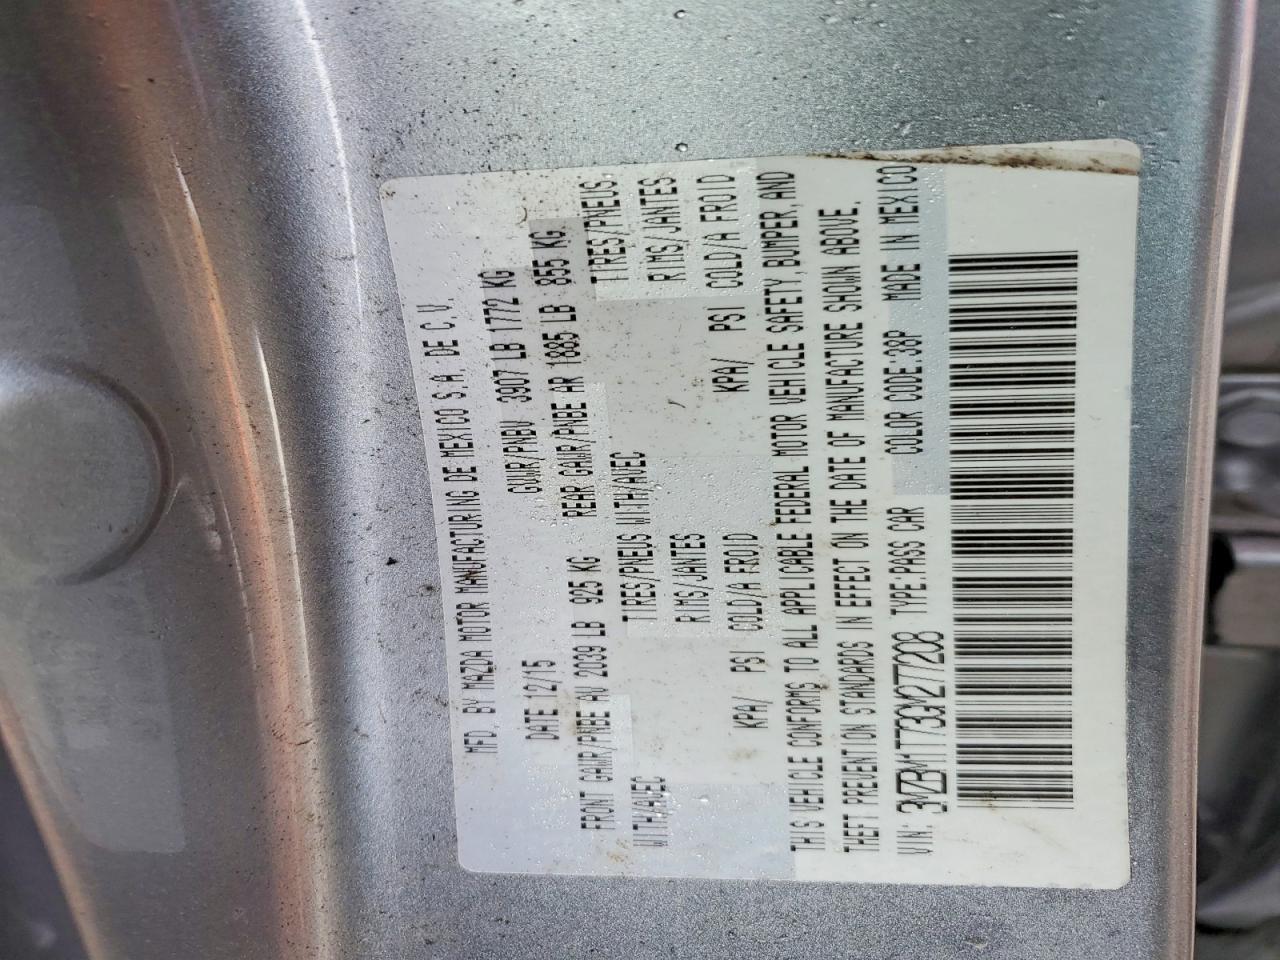 MFD. BY MAZDA MOTOR MANUFACTURING DE MEXICO S.A. DE C.V.
DATE 12/15 GVWR/PNBV 3907 LB 1772 KG
FRONT GAWR/PNBE AV 2039 LB 925 KG REAR GAWR/PNBE AR 1885 LB 855 KG
WITH/AVEC TIRES/PNEUS WITH/AVEC TIRES/PNEUS
RIMS/JANTES RIMS/JANTES
KPA/ PSI COLD/A FROID KPA/ PSI COLD/A FROID
THIS VEHICLE CONFORMS TO ALL APPLICABLE FEDERAL MOTOR VEHICLE SAFETY,BUMPER,AND
THEFT PREVENTION STANDARDS IN EFFECT ON THE DATE OF MANUFACTURE SHOWN ABOVE.
VIN: 3MZBM1T73GM277208 TYPE:PASS CAR COLOR CODE:38P MADE IN MEXICO